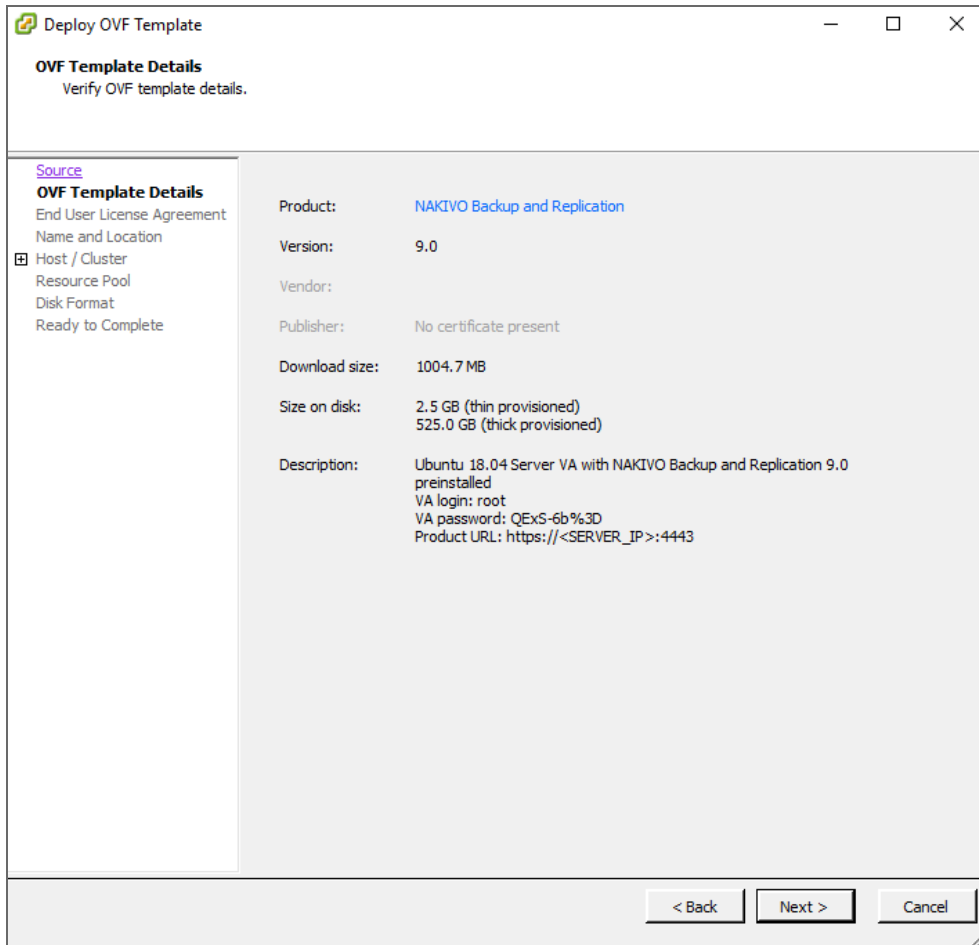 Deploy OVF Template
OVF Template Details
Verify OVF template details.
Source
OVF Template Details
End User License Agreement
Name and Location
Host / Cluster
Resource Pool
Disk Format
Ready to Complete
Product: NAKIVO Backup and Replication
Version: 9.0
Vendor:
Publisher: No certificate present
Download size: 1004.7 MB
Size on disk: 2.5 GB (thin provisioned)
525.0 GB (thick provisioned)
Description: Ubuntu 18.04 Server VA with NAKIVO Backup and Replication 9.0
preinstalled
VA login: root
VA password: QExS-6b%3D
Product URL: https://<SERVER_IP>:4443
< Back Next > Cancel